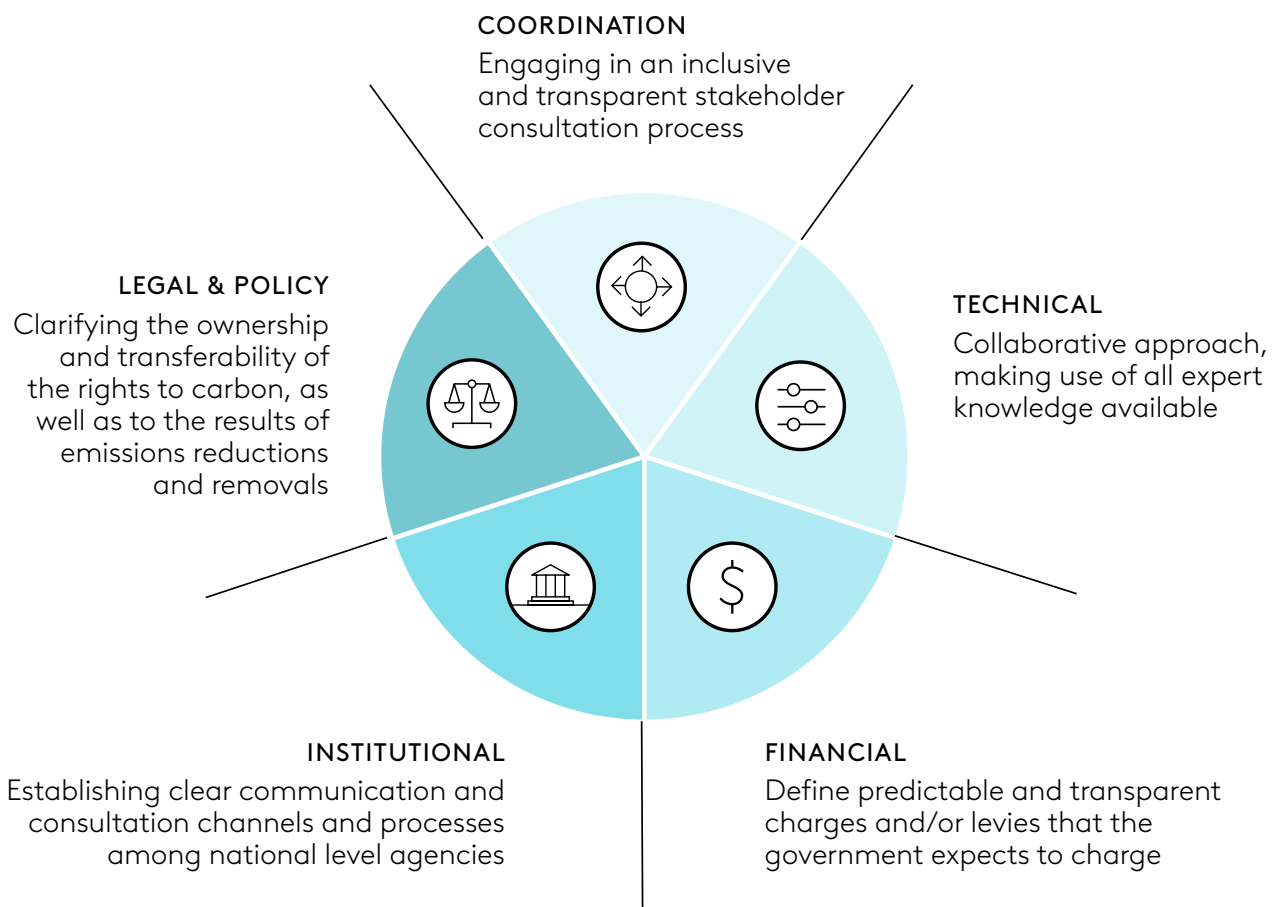 COORDINATION
Engaging in an inclusive
and transparent stakeholder
consultation process
LEGAL & POLICY
Clarifying the ownership
and transferability of
the rights to carbon, as
well as to the results of
emissions reductions
and removals
TECHNICAL
Collaborative approach,
making use of all expert
knowledge available
INSTITUTIONAL
Establishing clear communication and
consultation channels and processes
among national level agencies
FINANCIAL
Define predictable and transparent
charges and/or levies that the
government expects to charge